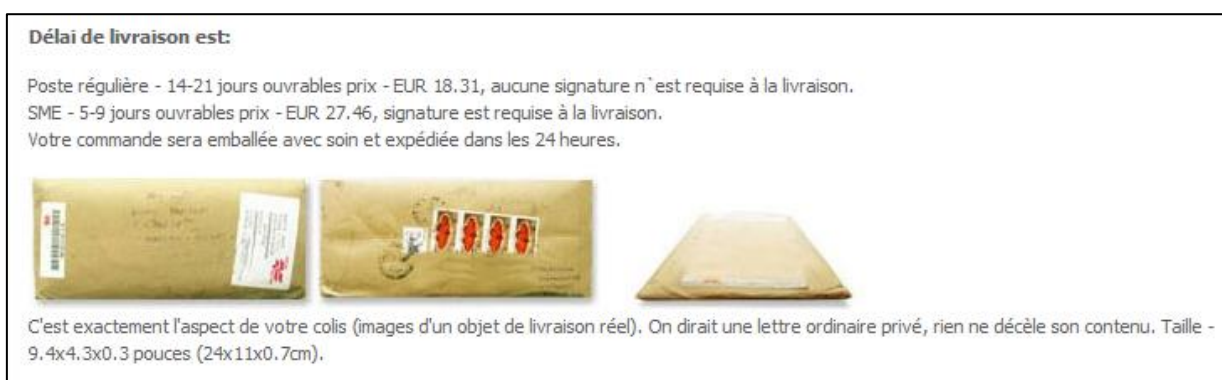 Délai de livraison est:
Poste régulière - 14-21 jours ouvrables prix - EUR 18.31, aucune signature n`est requise à la livraison.
SME - 5-9 jours ouvrables prix - EUR 27.46, signature est requise à la livraison.
Votre commande sera emballée avec soin et expédiée dans les 24 heures.
C'est exactement l'aspect de votre colis (images d'un objet de livraison réel). On dirait une lettre ordinaire privé, rien ne décèle son contenu. Taille -
9.4x4.3x0.3 pouces (24x11x0.7cm).